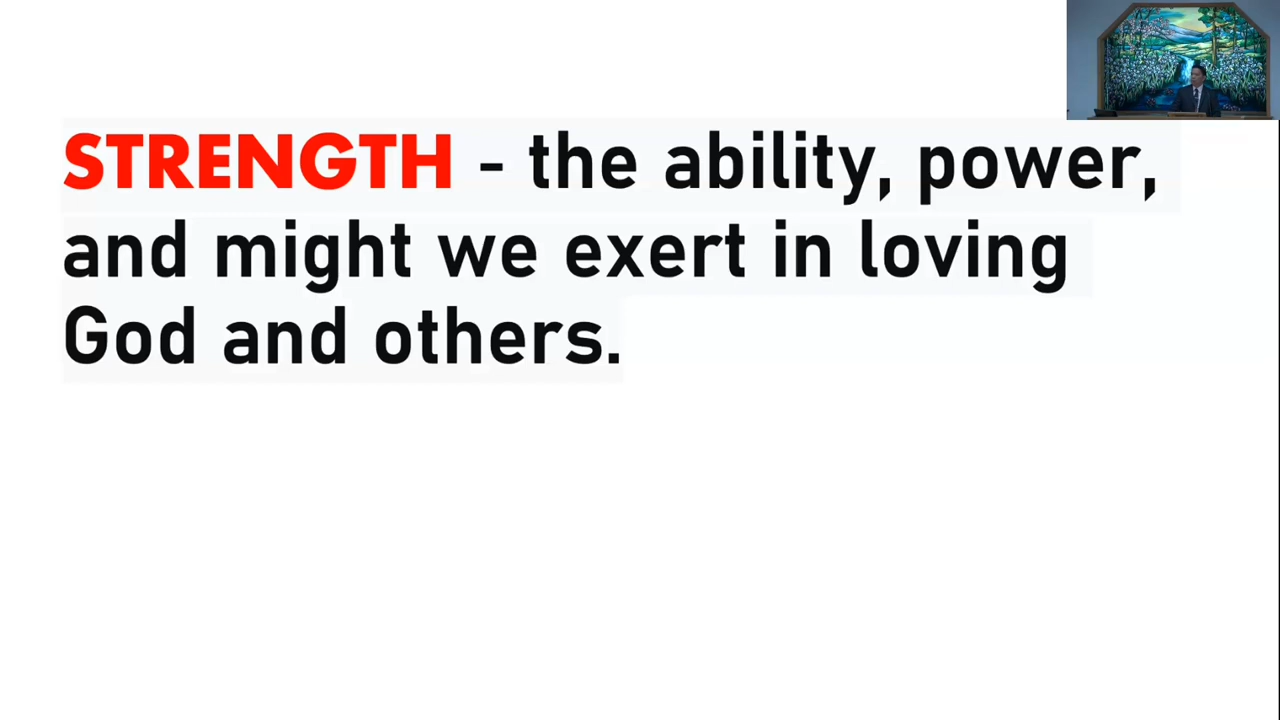 STRENGTH - the ability, power,
and might we exert in loving
God and others.